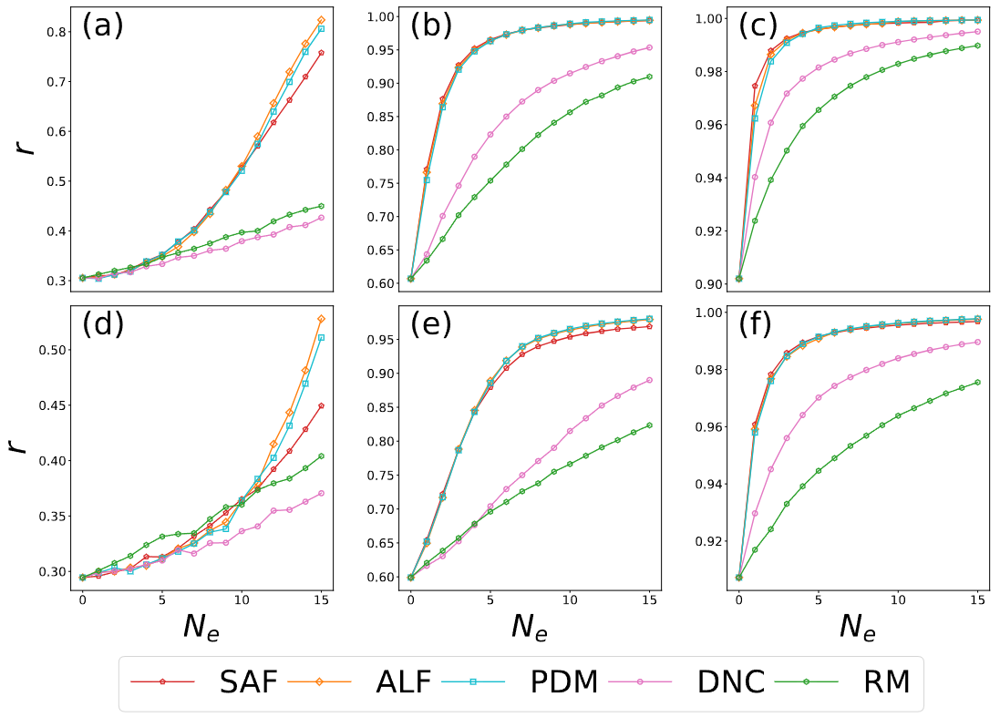 (a)
r
0.8
0.7
0.6
0.5
0.4
0.3
(b)
1.00
0.95
0.90
0.85
0.80
0.75
0.70
0.65
0.60
(c)
1.00
0.98
0.96
0.94
0.92
0.90
(d)
r
0.50
0.45
0.40
0.35
0.30
0 5 10 15
N_e
(e)
0.95
0.90
0.85
0.80
0.75
0.70
0.65
0.60
0 5 10 15
N_e
(f)
1.00
0.98
0.96
0.94
0.92
0 5 10 15
N_e
SAF ALF PDM DNC RM